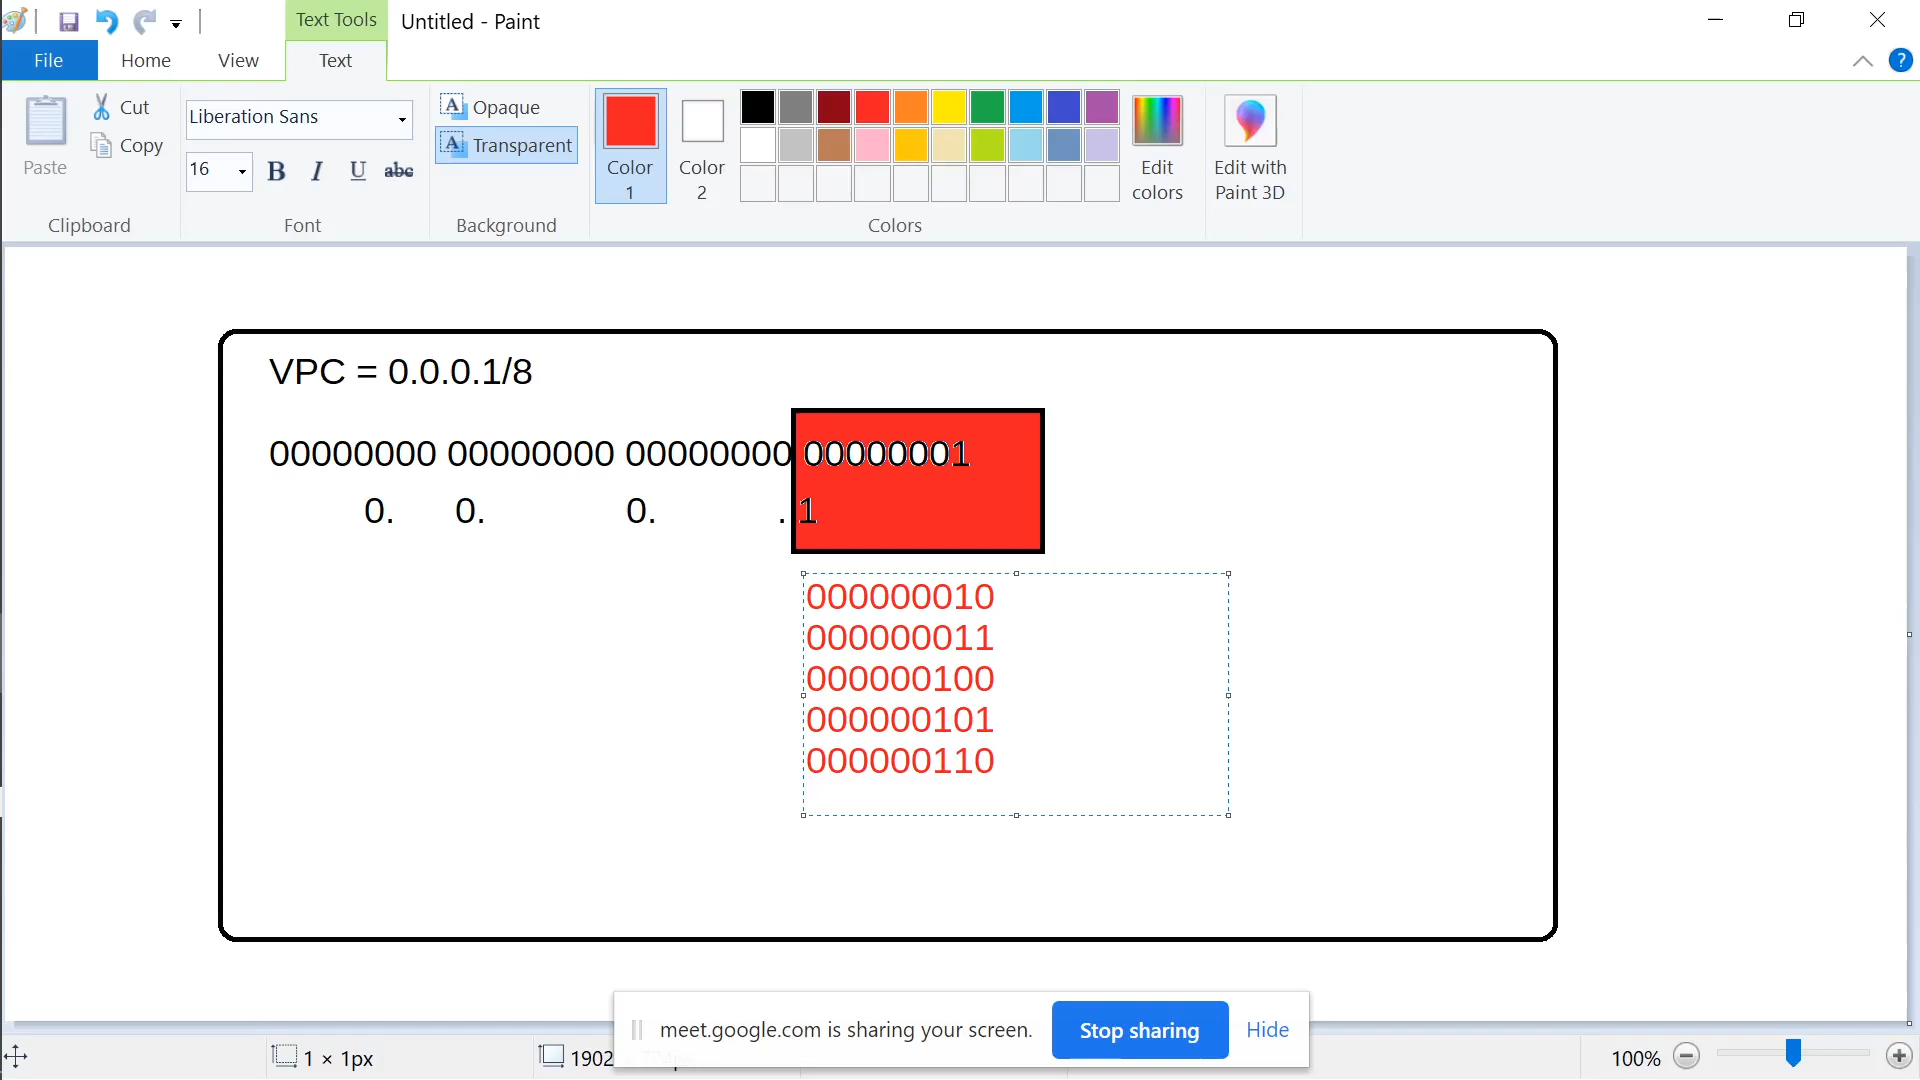 Text Tools
Untitled - Paint
File
Home
View
Text
Paste
Cut
Copy
Clipboard
Liberation Sans
16
B I U abc
Font
A Opaque
A Transparent
Background
Color
1
Color
2
Colors
Edit
colors
Edit with
Paint 3D
?
VPC = 0.0.0.1/8
00000000 00000000 00000000 00000001
0. 0. 0. . 1
000000010
000000011
000000100
000000101
000000110
meet.google.com is sharing your screen.
Stop sharing
Hide
1 × 1px
1902
100%